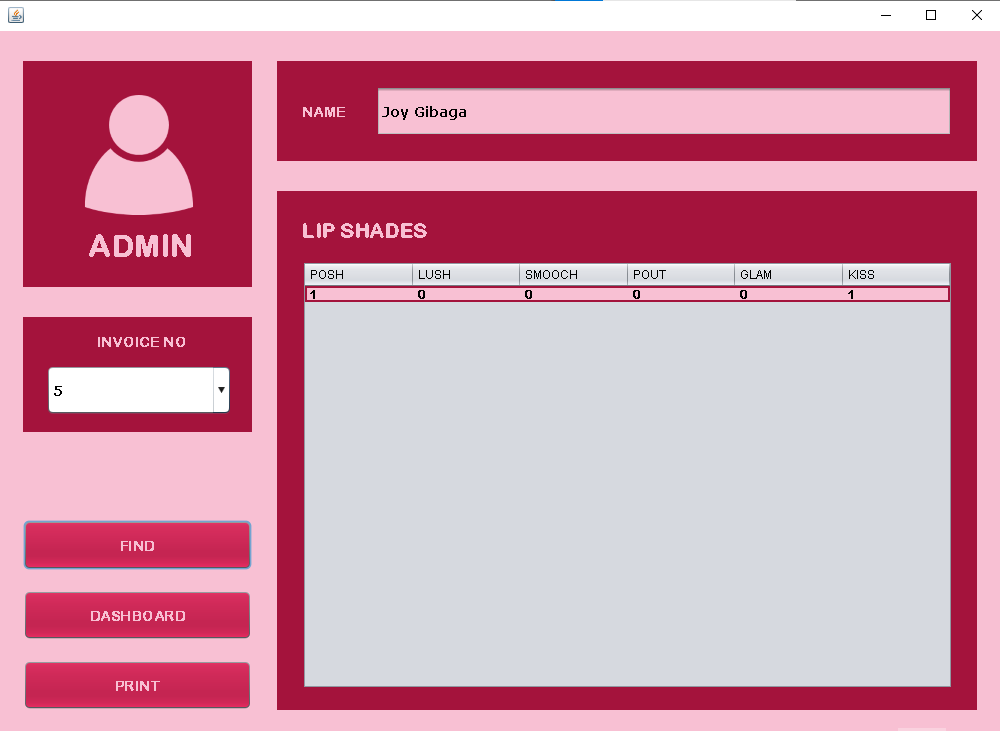 ADMIN
INVOICE NO
5
FIND
DASHBOARD
PRINT
NAME Joy Gibaga
LIP SHADES
POSH LUSH SMOOCH POUT GLAM KISS
1 0 0 0 0 1